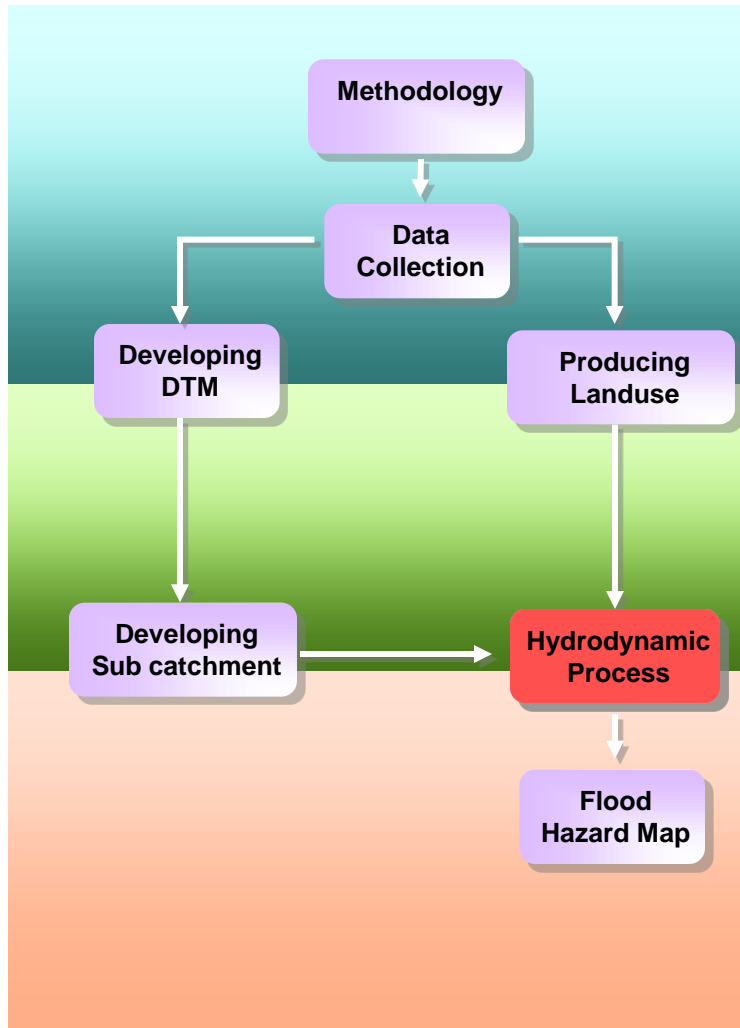 Methodology
Data
Collection
Developing
DTM
Producing
Landuse
Developing
Sub catchment
Hydrodynamic
Process
Flood
Hazard Map